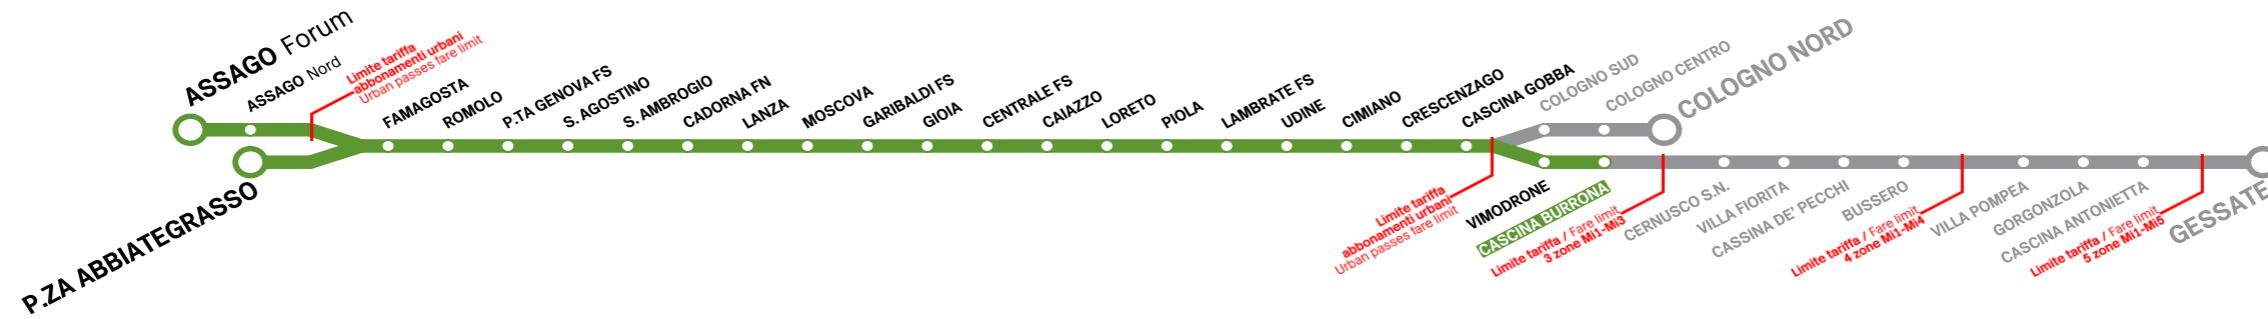 ASSAGO Forum
ASSAGO Nord
Limite tariffa
abbonamenti urbani
Urban passes fare limit
P.ZA ABBIATEGRASSO
FAMAGOSTA
ROMOLO
P.TA GENOVA FS
S. AGOSTINO
S. AMBROGIO
CADORNA FN
LANZA
MOSCOVA
GARIBALDI FS
GIOIA
CENTRALE FS
CAIAZZO
LORETO
PIOLA
LAMBRATE FS
UDINE
CIMIANO
CRESCENZAGO
CASCINA GOBBA
COLOGNO SUD
COLOGNO CENTRO
COLOGNO NORD
Limite tariffa
abbonamenti urbani
Urban passes fare limit
VIMODRONE
CASCINA BURRONA
Limite tariffa / Fare limit
3 zone Mi1-Mi3
CERNUSCO S.N.
VILLA FIORITA
CASSINA DE' PECCHI
BUSSERO
Limite tariffa / Fare limit
4 zone Mi1-Mi4
VILLA POMPEA
GORGONZOLA
CASCINA ANTONIETTA
Limite tariffa / Fare limit
5 zone Mi1-Mi5
GESSATE